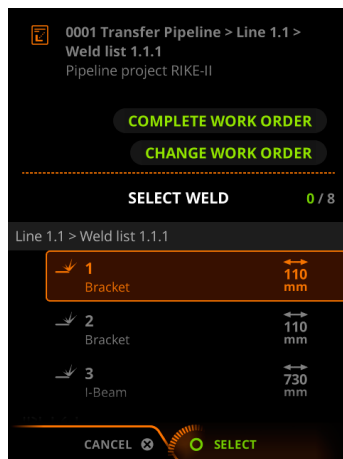 0001 Transfer Pipeline > Line 1.1 >
Weld list 1.1.1
Pipeline project RIKE-II
COMPLETE WORK ORDER
CHANGE WORK ORDER
SELECT WELD 0 / 8
Line 1.1 > Weld list 1.1.1
1 110
Bracket mm
2 110
Bracket mm
3 730
I-Beam mm
CANCEL SELECT